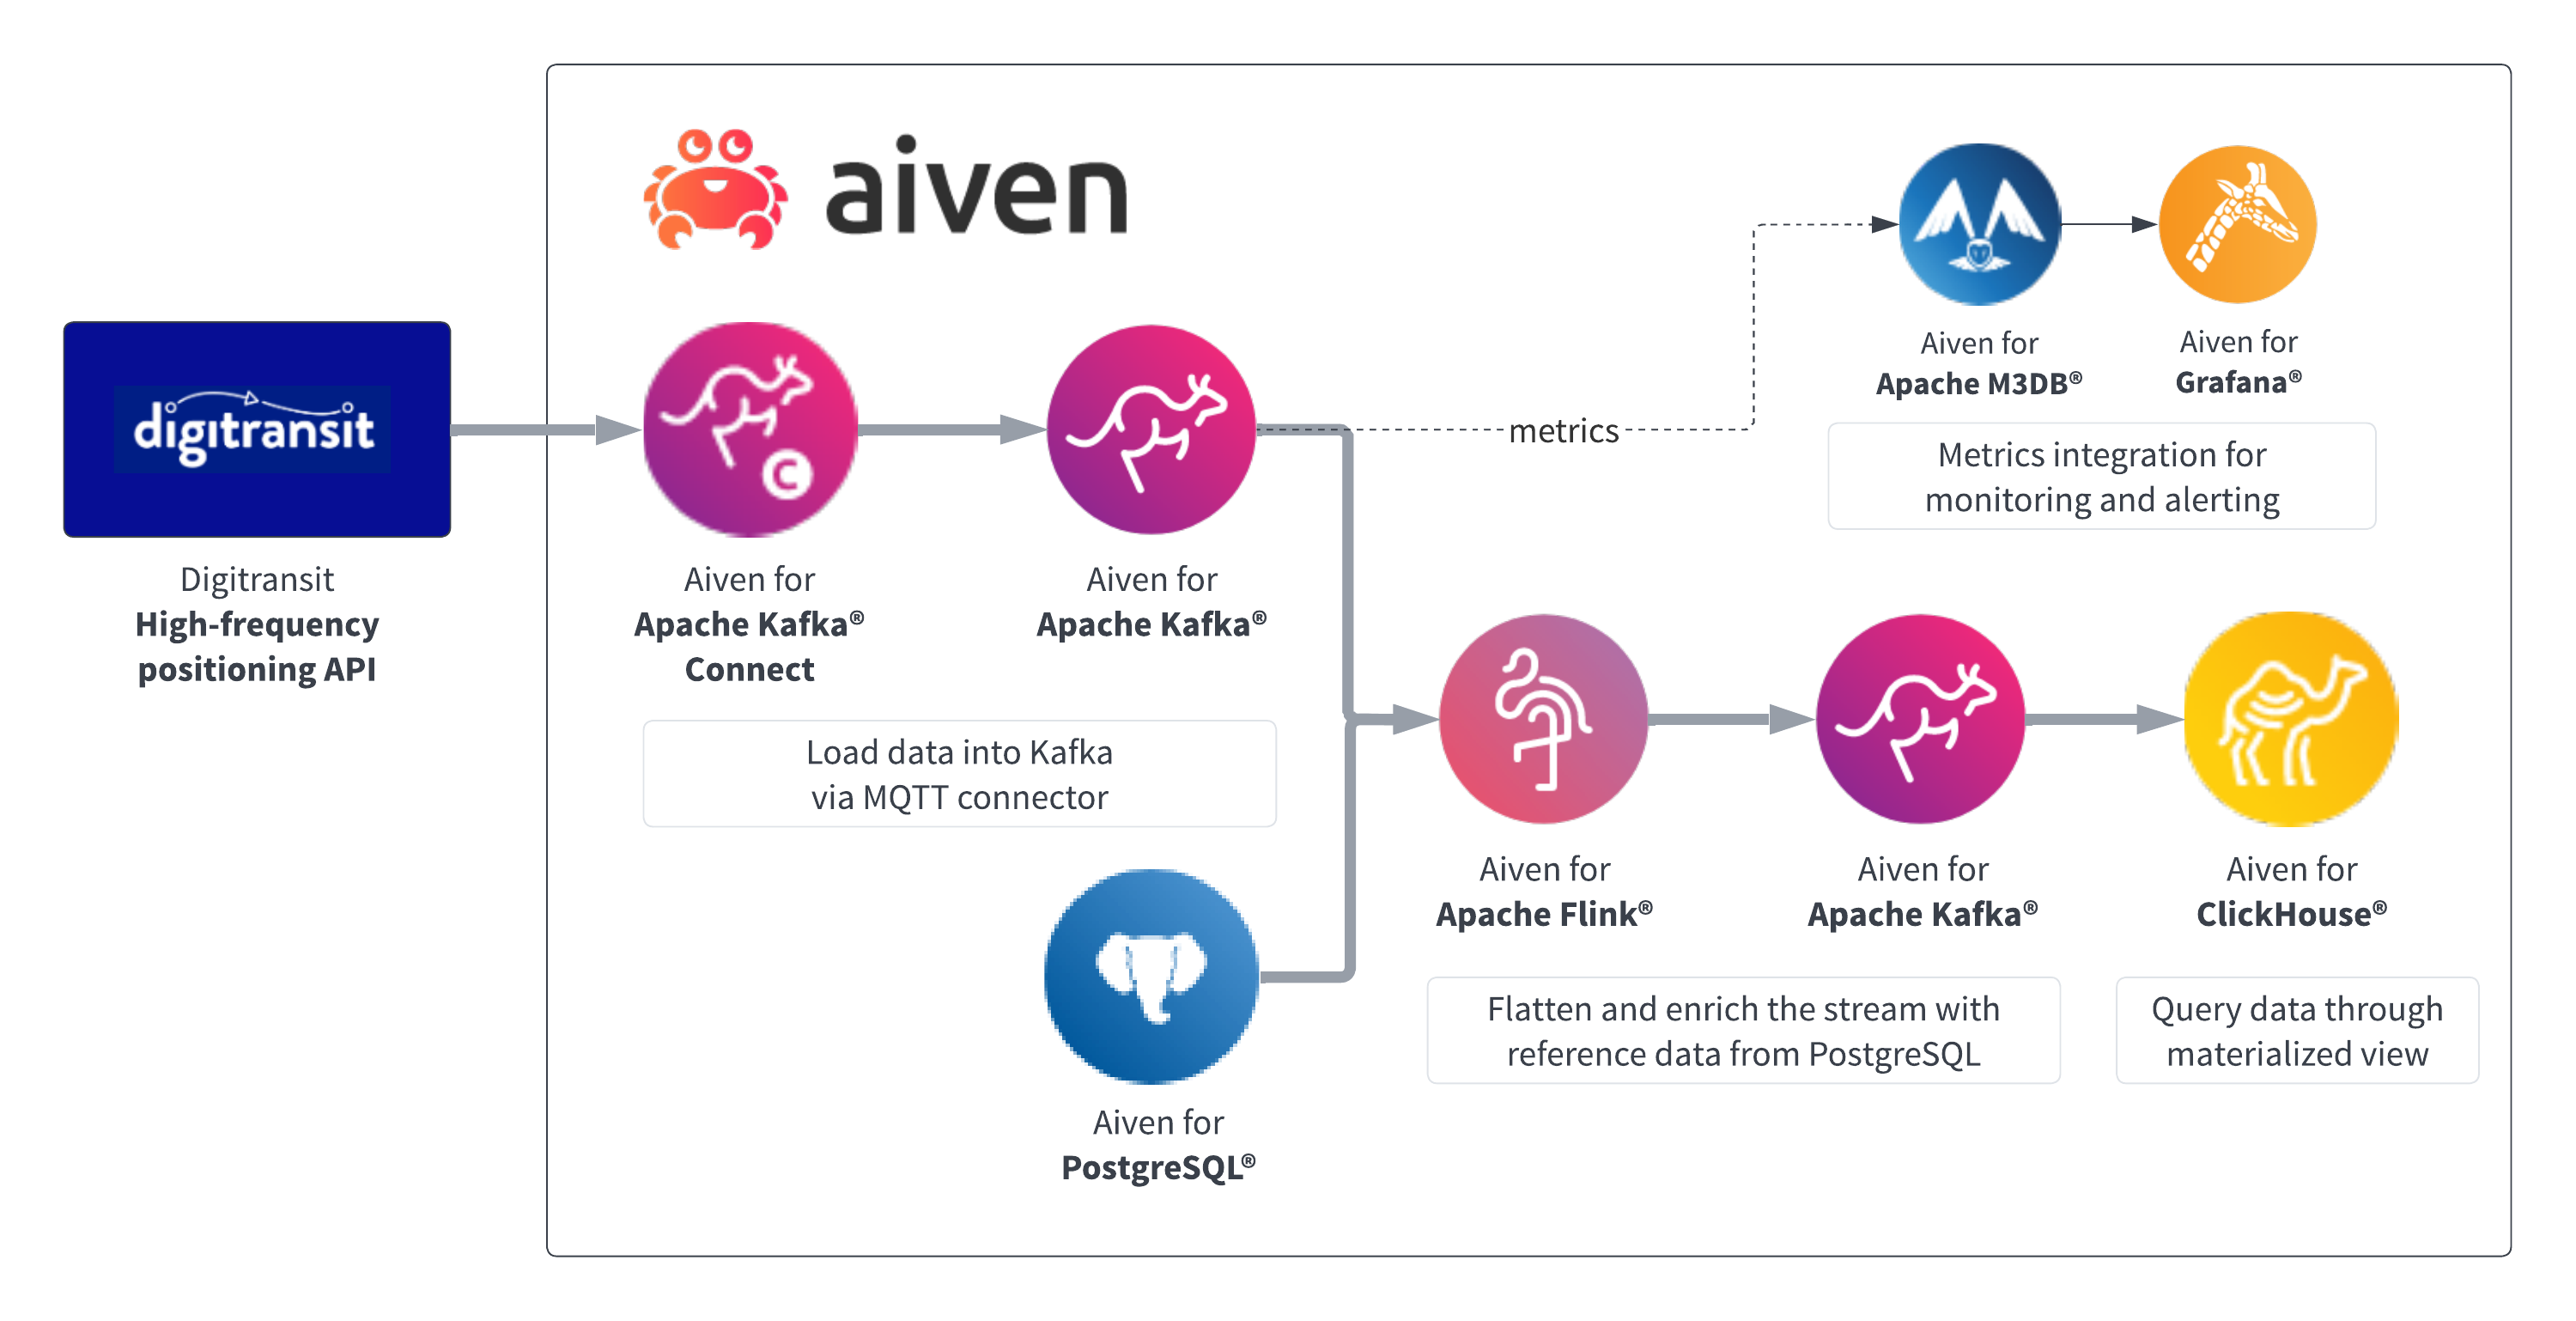 aiven
digitransit
Digitransit
High-frequency
positioning API
C
Aiven for
Apache Kafka®
Connect
Aiven for
Apache Kafka®
Load data into Kafka
via MQTT connector
metrics
Aiven for
Apache M3DB®
Aiven for
Grafana®
Metrics integration for
monitoring and alerting
Aiven for
PostgreSQL®
Aiven for
Apache Flink®
Aiven for
Apache Kafka®
Flatten and enrich the stream with
reference data from PostgreSQL
Aiven for
ClickHouse®
Query data through
materialized view